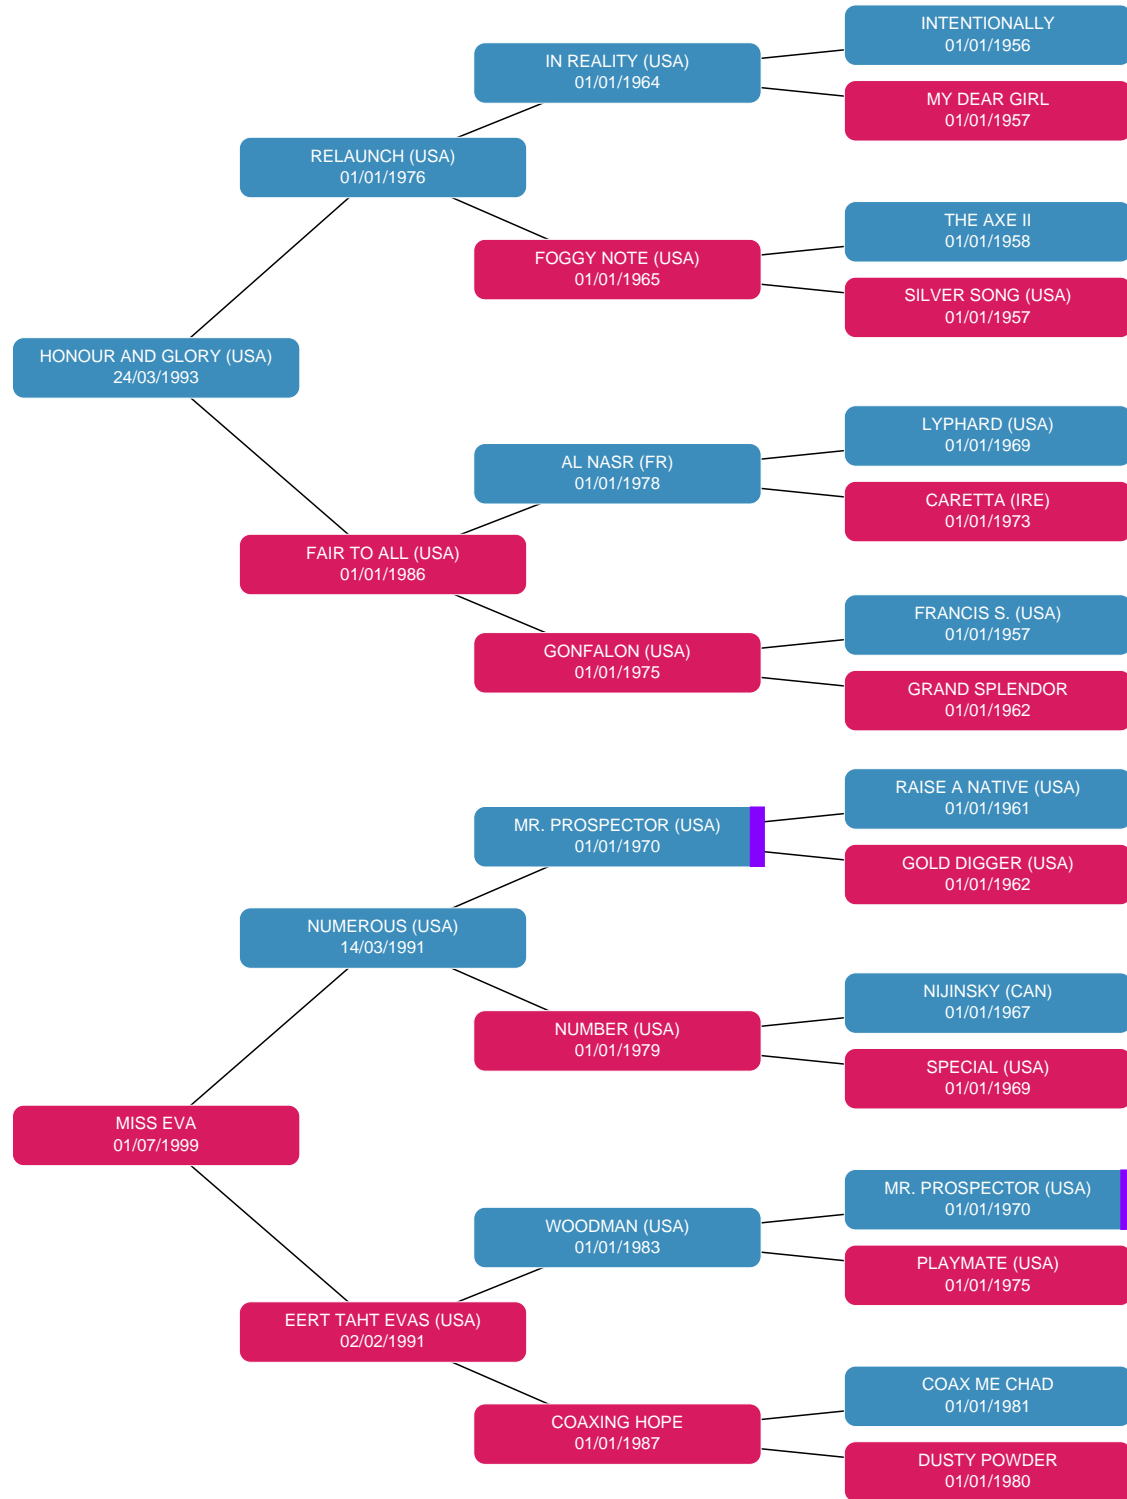 INTENTIONALLY
01/01/1956
IN REALITY (USA)
01/01/1964
MY DEAR GIRL
01/01/1957
RELAUNCH (USA)
01/01/1976
THE AXE II
01/01/1958
FOGGY NOTE (USA)
01/01/1965
SILVER SONG (USA)
01/01/1957
HONOUR AND GLORY (USA)
24/03/1993
LYPHARD (USA)
01/01/1969
AL NASR (FR)
01/01/1978
CARETTA (IRE)
01/01/1973
FAIR TO ALL (USA)
01/01/1986
FRANCIS S. (USA)
01/01/1957
GONFALON (USA)
01/01/1975
GRAND SPLENDOR
01/01/1962
RAISE A NATIVE (USA)
01/01/1961
MR. PROSPECTOR (USA)
01/01/1970
GOLD DIGGER (USA)
01/01/1962
NUMEROUS (USA)
14/03/1991
NIJINSKY (CAN)
01/01/1967
NUMBER (USA)
01/01/1979
SPECIAL (USA)
01/01/1969
MISS EVA
01/07/1999
MR. PROSPECTOR (USA)
01/01/1970
WOODMAN (USA)
01/01/1983
PLAYMATE (USA)
01/01/1975
EERT TAHT EVAS (USA)
02/02/1991
COAX ME CHAD
01/01/1981
COAXING HOPE
01/01/1987
DUSTY POWDER
01/01/1980